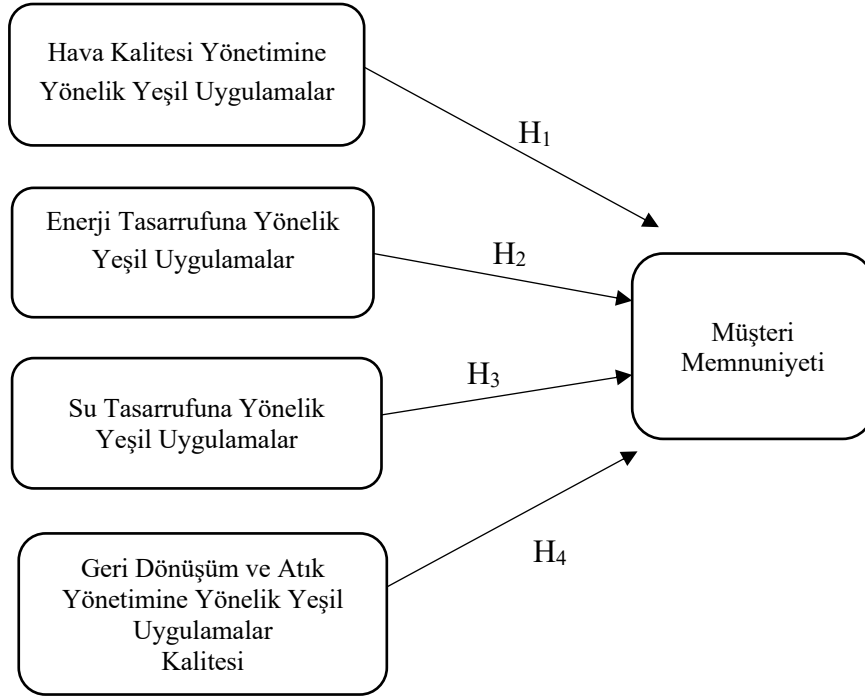 Hava Kalitesi Yönetimine
Yönelik Yeşil Uygulamalar
H₁
Enerji Tasarrufuna Yönelik
Yeşil Uygulamalar
H₂
Müşteri
Memnuniyeti
H₃
Su Tasarrufuna Yönelik
Yeşil Uygulamalar
H₄
Geri Dönüşüm ve Atık
Yönetimine Yönelik Yeşil
Uygulamalar
Kalitesi